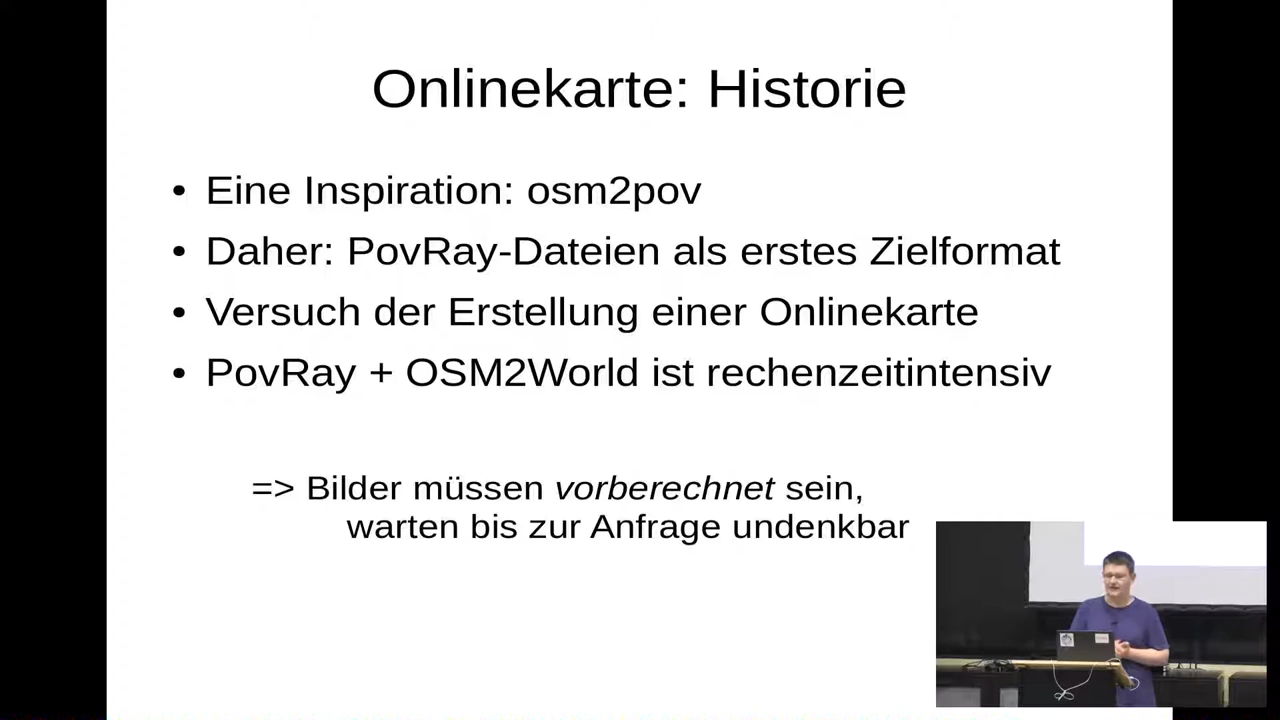 Onlinekarte: Historie
• Eine Inspiration: osm2pov
• Daher: PovRay-Dateien als erstes Zielformat
• Versuch der Erstellung einer Onlinekarte
• PovRay + OSM2World ist rechenzeitintensiv
=> Bilder müssen vorberechnet sein,
warten bis zur Anfrage undenkbar